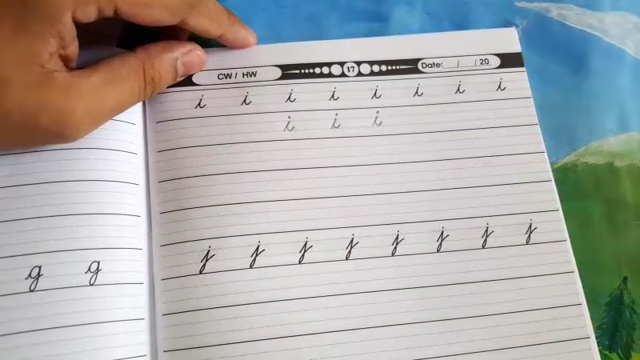 CW / HW 17 Date: / / 20
i i i i i i i i
i i i
j j j j j j j j
g g